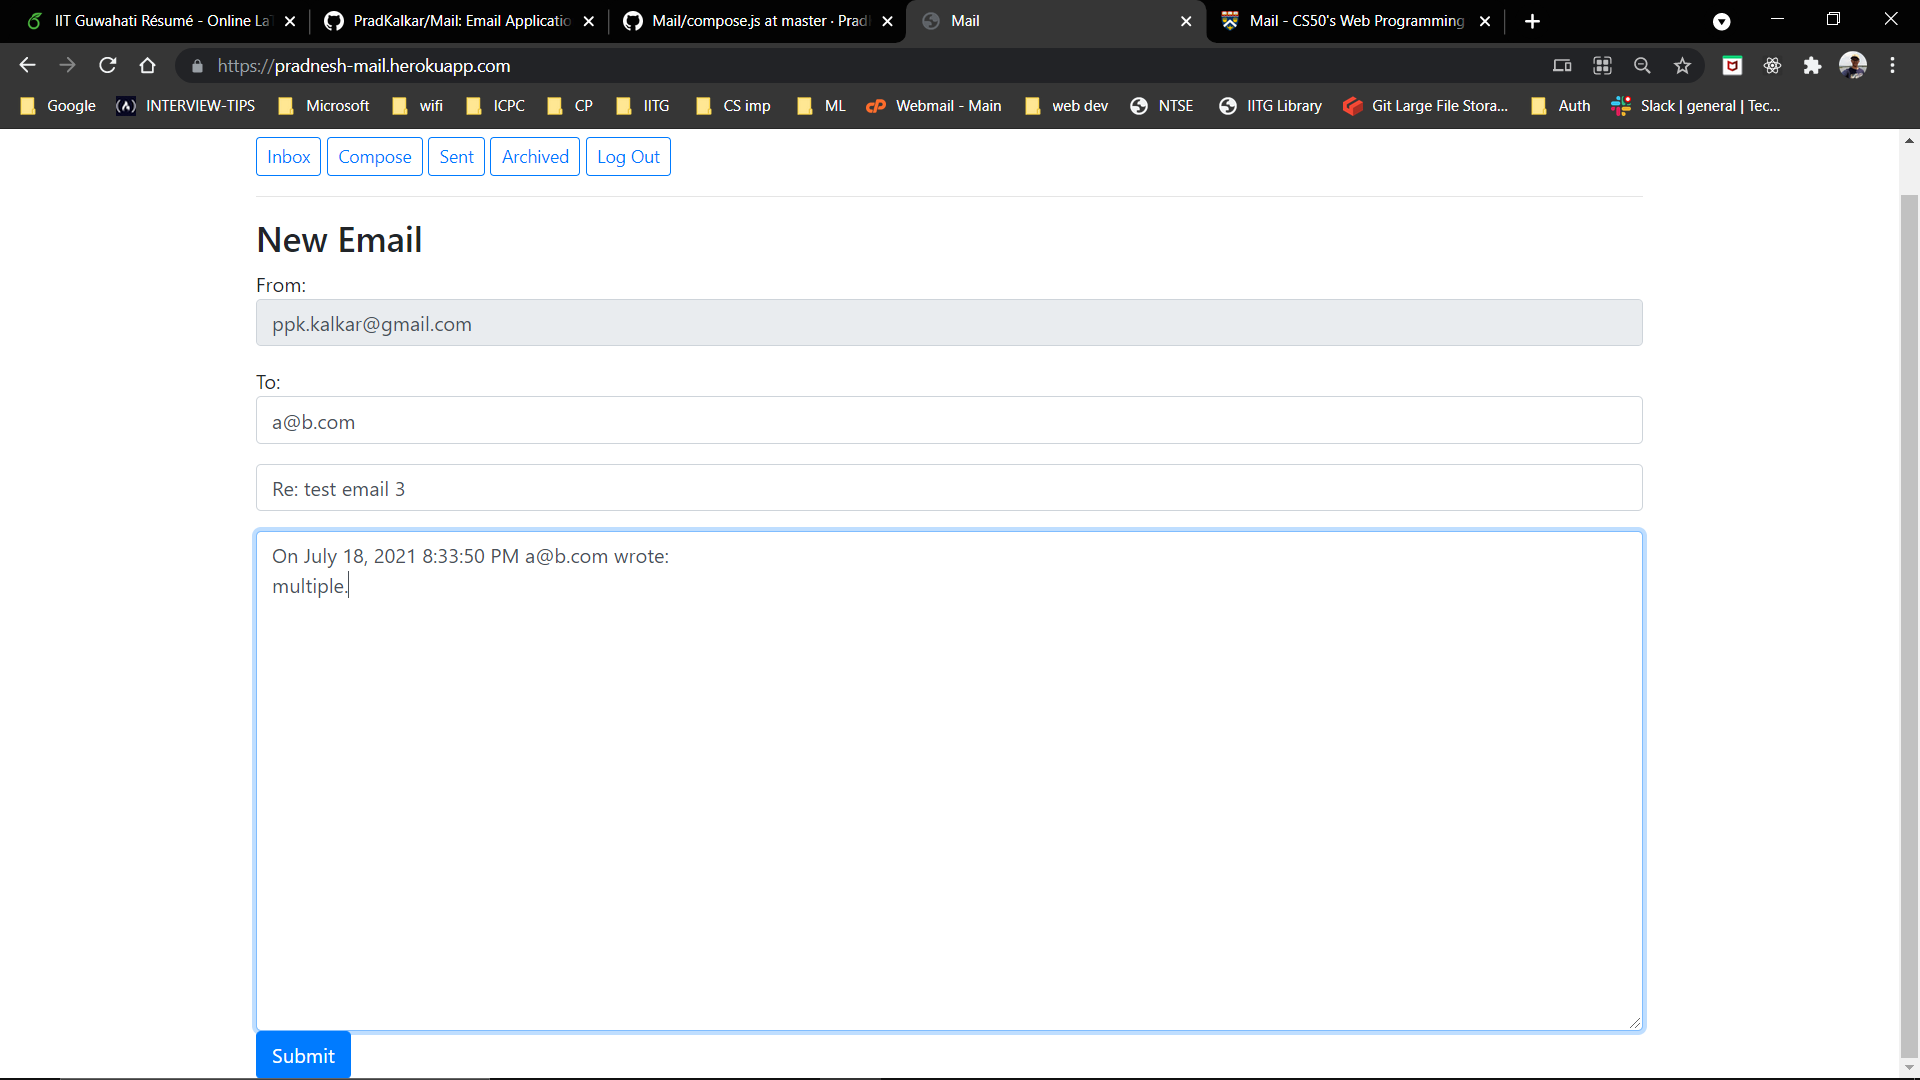 IIT Guwahati Résumé - Online LaT
PradKalkar/Mail: Email Applicatio
Mail/compose.js at master · Pradk
Mail
Mail - CS50's Web Programming
https://pradnesh-mail.herokuapp.com
Google
INTERVIEW-TIPS
Microsoft
wifi
ICPC
CP
IITG
CS imp
ML
Webmail - Main
web dev
NTSE
IITG Library
Git Large File Stora...
Auth
Slack | general | Tec...
Inbox
Compose
Sent
Archived
Log Out
New Email
From:
ppk.kalkar@gmail.com
To:
a@b.com
Re: test email 3
On July 18, 2021 8:33:50 PM a@b.com wrote:
multiple.
Submit